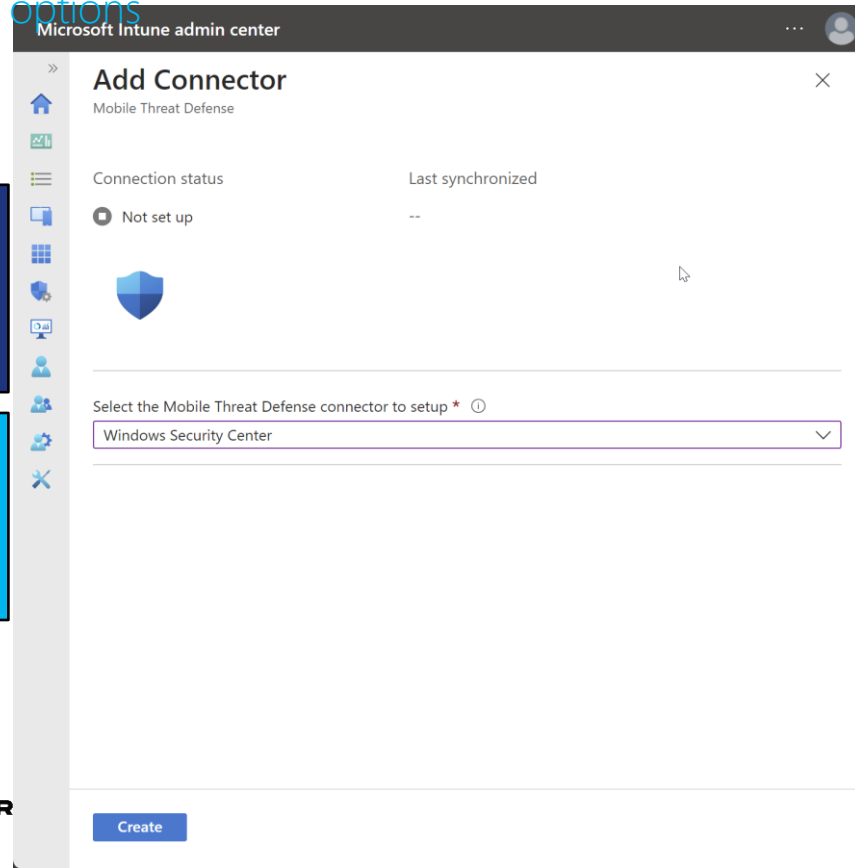 options
Microsoft Intune admin center
Add Connector
Mobile Threat Defense
Connection status
Last synchronized
Not set up
--
Select the Mobile Threat Defense connector to setup *
Windows Security Center
R
Create